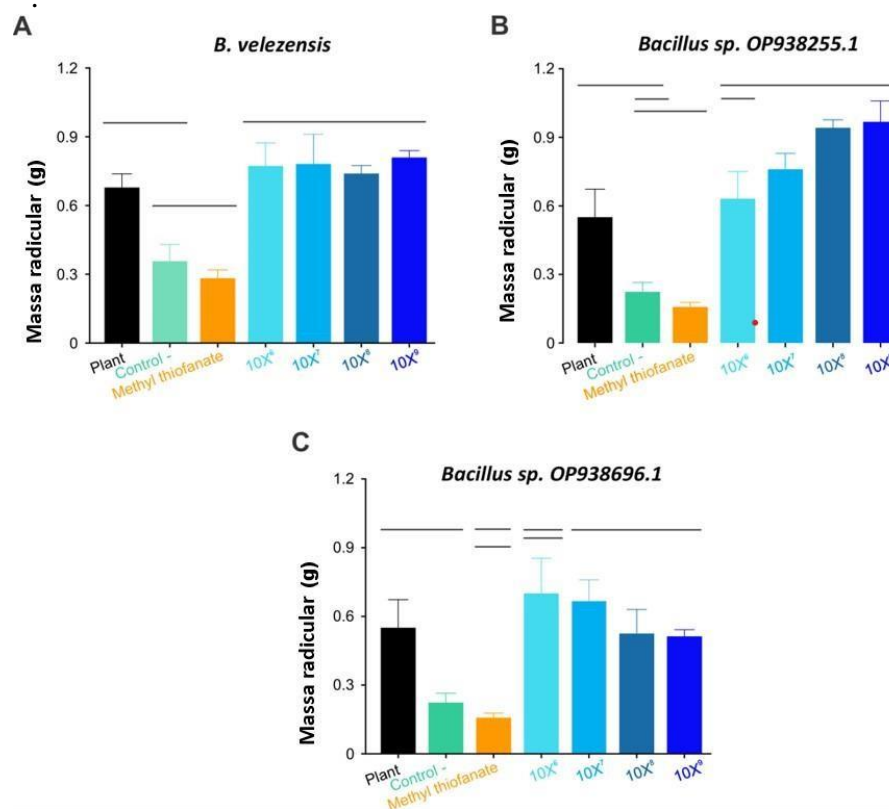 A
B. velezensis
Massa radicular (g)
1.2
0.9
0.6
0.3
0
Plant
Control -
Methyl thiofanate
10X⁶
10X⁷
10X⁸
10X⁹
B
Bacillus sp. OP938255.1
Massa radicular (g)
1.2
0.9
0.6
0.3
0
Plant
Control -
Methyl thiofanate
10X⁶
10X⁷
10X⁸
10X
C
Bacillus sp. OP938696.1
Massa radicular (g)
1.2
0.9
0.6
0.3
0
Plant
Control -
Methyl thiofanate
10X⁶
10X⁷
10X⁸
10X⁹